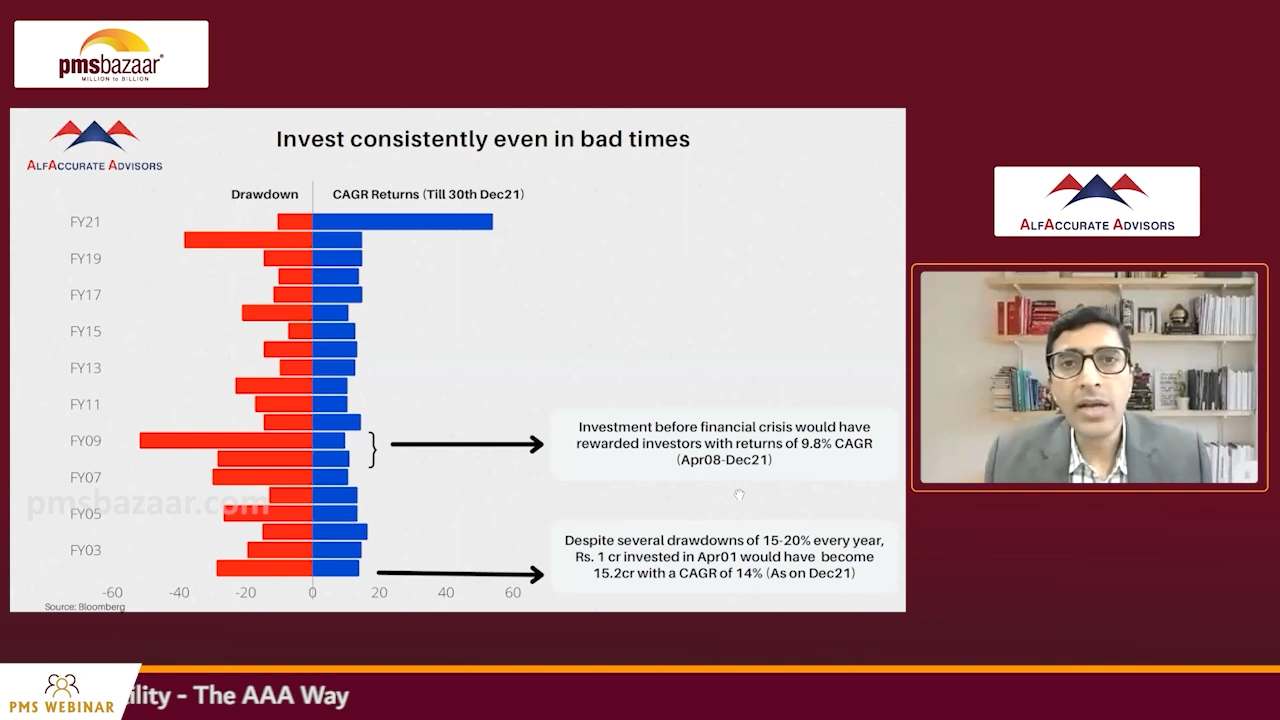 pmsbazaar
MILLION to BILLION
ALFACCURATE ADVISORS
Invest consistently even in bad times
Drawdown
CAGR Returns (Till 30th Dec21)
FY21
FY19
FY17
FY15
FY13
FY11
FY09
FY07
FY05
FY03
-60 -40 -20 0 20 40 60
Source: Bloomberg
pmsbazaar.com
Investment before financial crisis would have
rewarded investors with returns of 9.8% CAGR
(Apr08-Dec21)
Despite several drawdowns of 15-20% every year,
Rs. 1 cr invested in Apr01 would have become
15.2cr with a CAGR of 14% (As on Dec21)
ALFACCURATE ADVISORS
PMS WEBINAR
ility - The AAA Way